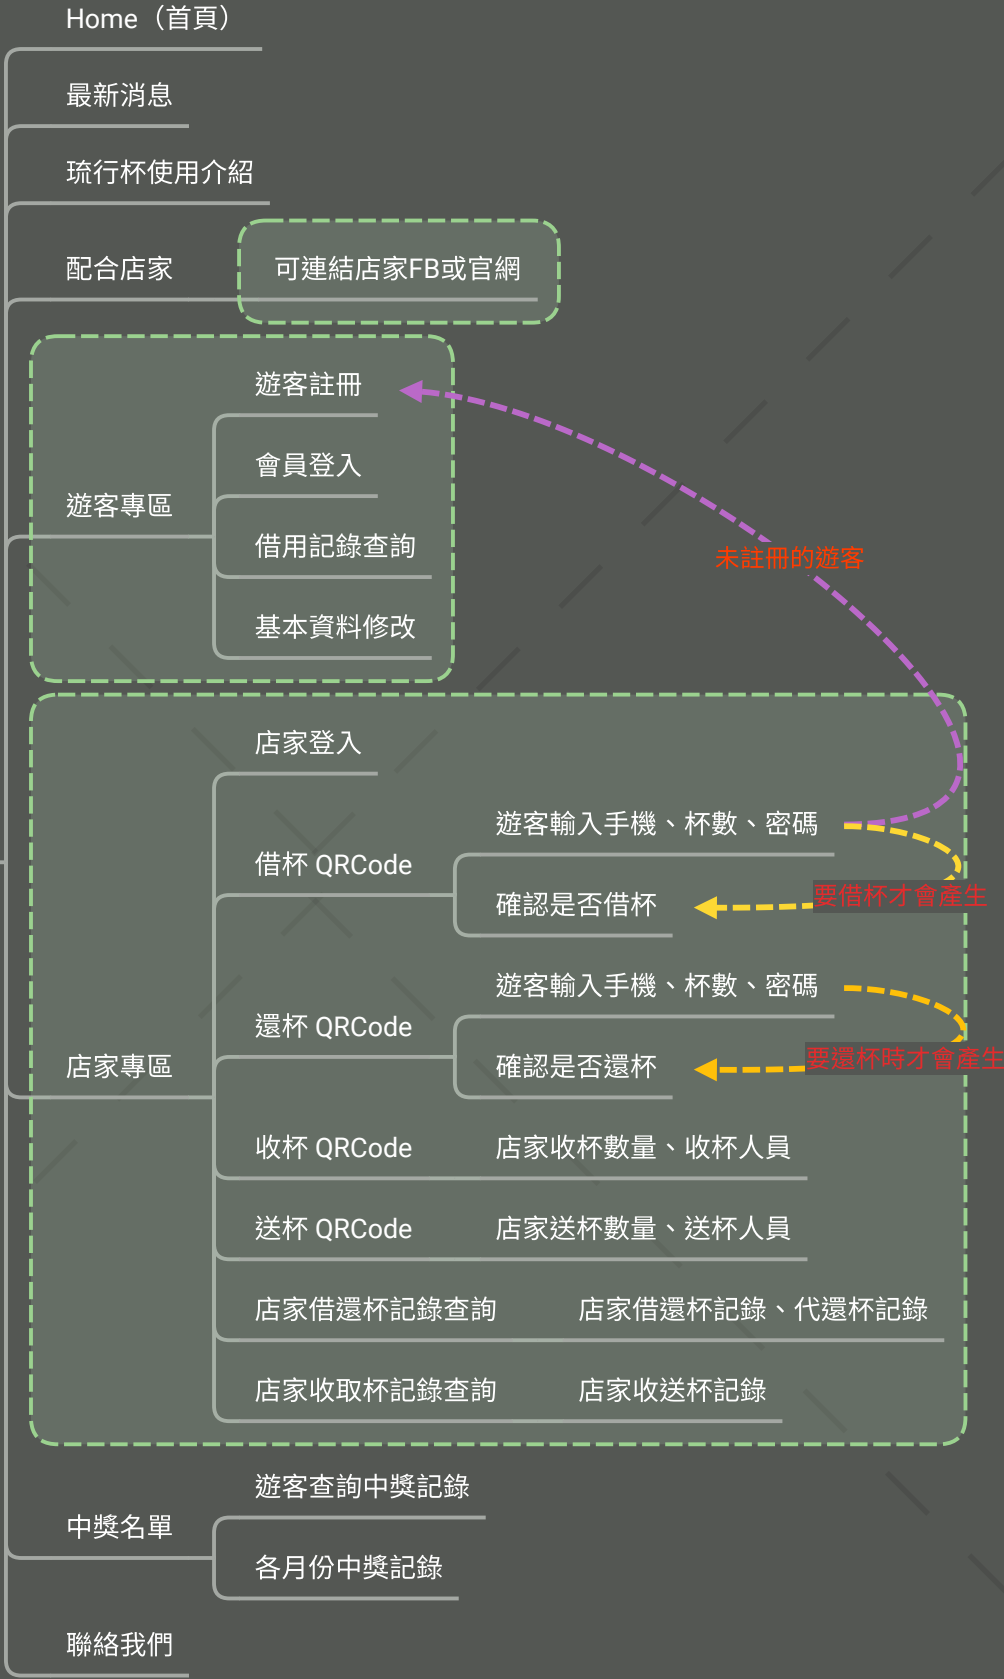 Home（首頁）
最新消息
琉行杯使用介紹
配合店家
可連結店家FB或官網
遊客專區
遊客註冊
會員登入
借用記錄查詢
基本資料修改
未註冊的遊客
店家專區
店家登入
借杯 QRCode
遊客輸入手機、杯數、密碼
要借杯才會產生
確認是否借杯
還杯 QRCode
遊客輸入手機、杯數、密碼
要還杯時才會產生
確認是否還杯
收杯 QRCode
店家收杯數量、收杯人員
送杯 QRCode
店家送杯數量、送杯人員
店家借還杯記錄查詢
店家借還杯記錄、代還杯記錄
店家收取杯記錄查詢
店家收送杯記錄
中獎名單
遊客查詢中獎記錄
各月份中獎記錄
聯絡我們